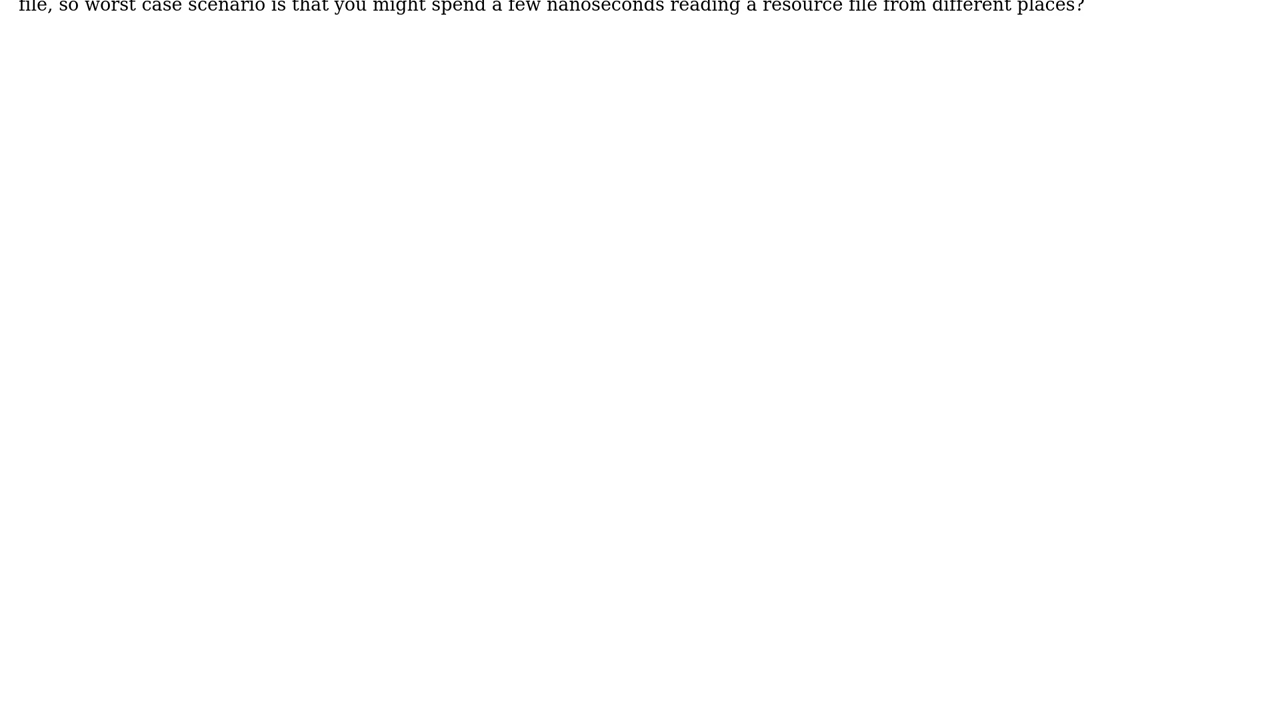 file, so worst case scenario is that you might spend a few nanoseconds reading a resource file from different places?